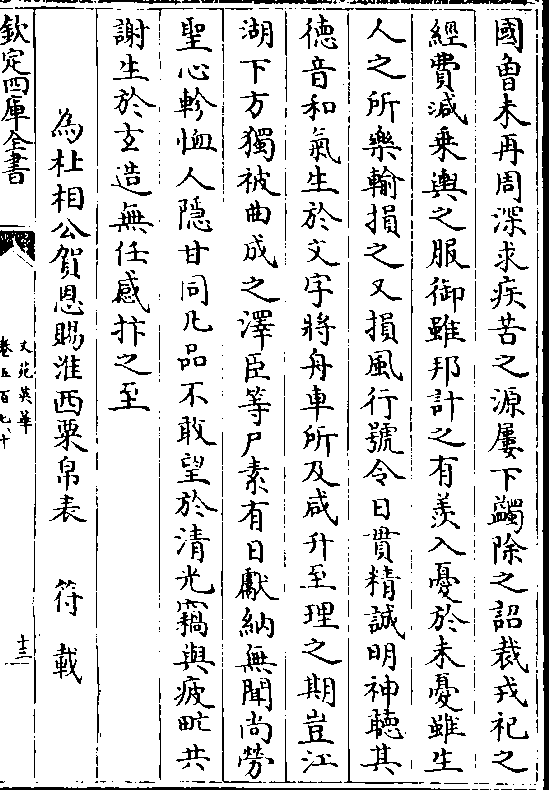 國魯未再周深求疾苦之源屢下蠲除之詔裁戎祀之
經費減乗輿之服御雖邦計之有羡入憂於未憂雖生
人之所樂輸損之又損風行號令日貫精誠明神聽其
徳音和氣生於文字將舟車所及咸升至理之期豈江
湖下方獨被曲成之澤臣等尸素有日獻納無聞尚勞
聖心軫恤人隱甘同凡品不敢望於清光竊與疲甿共
謝生於玄造無任感抃之至
為杜相公賀恩賜淮西粟帛表 符載
欽定四庫全書
文苑英華
卷五百七十
十三